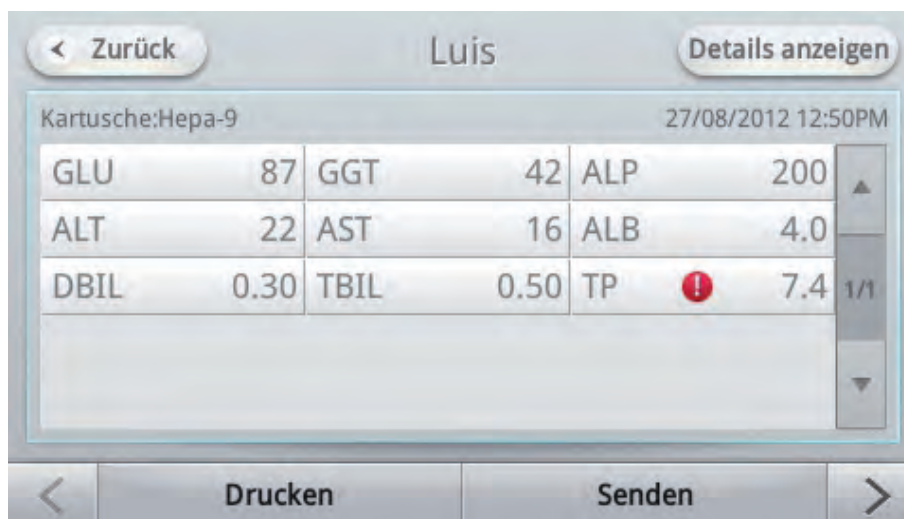 Zurück Luis Details anzeigen
Kartusche:Hepa-9 27/08/2012 12:50PM
GLU 87 GGT 42 ALP 200
ALT 22 AST 16 ALB 4.0
DBIL 0.30 TBIL 0.50 TP ! 7.4 1/1
Drucken Senden